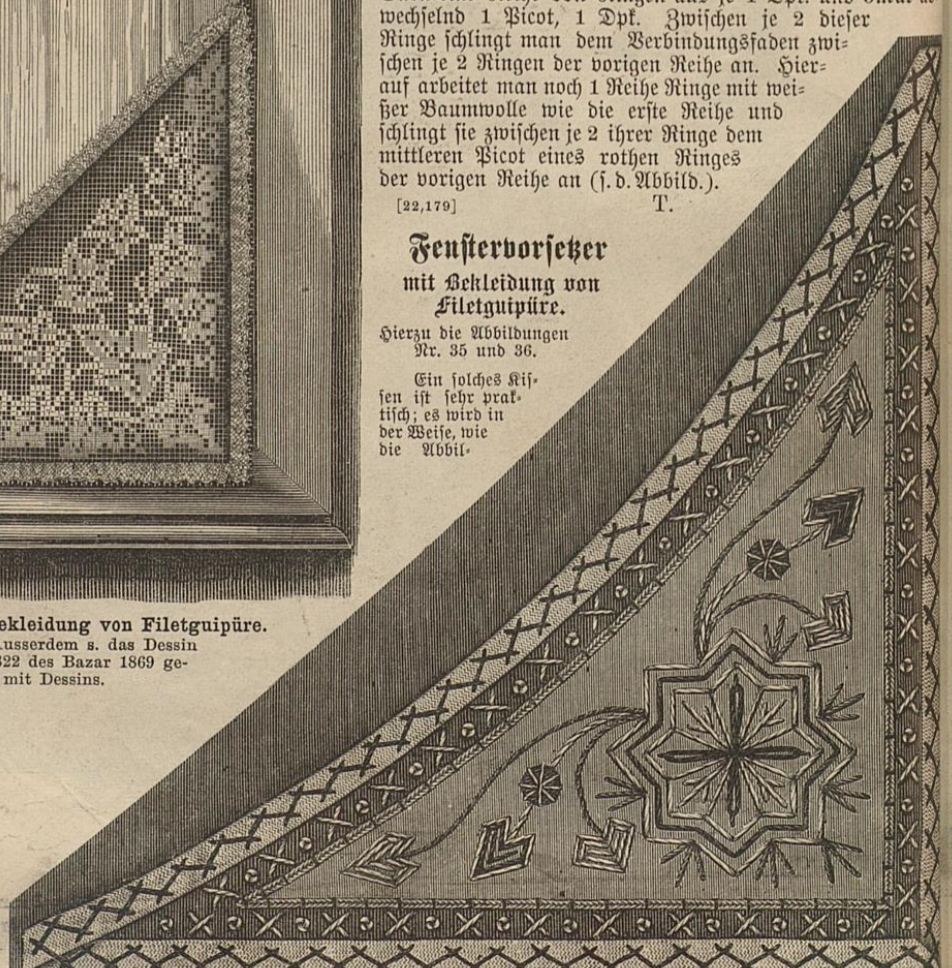 wechselnd 1 Picot, 1 Dpk. Zwischen je 2 dieser
Ringe schlingt man dem Verbindungsfaden zwi-
schen je 2 Ringen der vorigen Reihe an. Hier-
auf arbeitet man noch 1 Reihe Ringe mit wei-
ßer Baumwolle wie die erste Reihe und
schlingt sie zwischen je 2 ihrer Ringe dem
mittleren Picot eines rothen Ringes
der vorigen Reihe an (s. d. Abbild.).
[22,179] T.
Fenstervorsetzer
mit Bekleidung von
Filetguipüre.
Hierzu die Abbildungen
Nr. 35 und 36.
Ein solches Kis-
sen ist sehr prak-
tisch; es wird in
der Weise, wie
die Abbil-
ekleidung von Filetguipüre.
usserdem s. das Dessin
322 des Bazar 1869 ge-
mit Dessins.